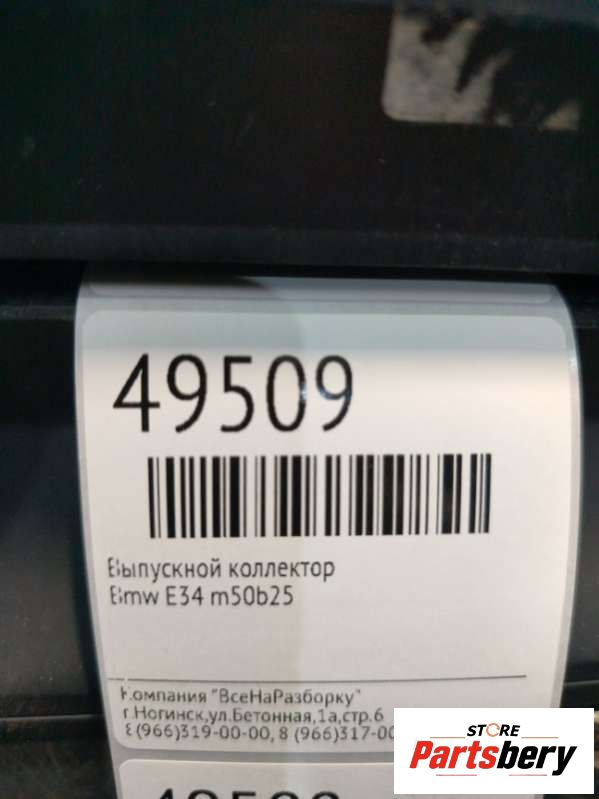 49509
Выпускной коллектор
Bmw E34 m50b25
Компания "ВсеНаРазборку"
г.Ногинск,ул.Бетонная,1а,стр.6
8 (966)319-00-00, 8 (966)317-00
STORE
Partsbery